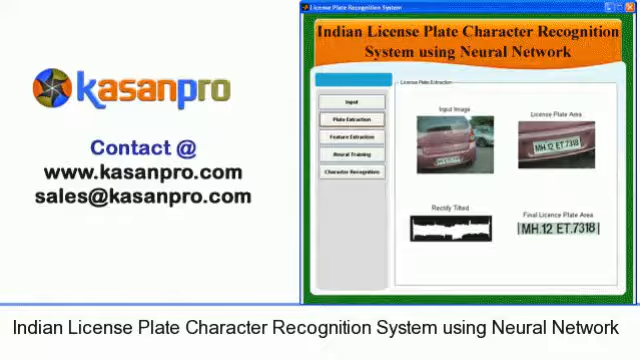 kasanpro
Contact @
www.kasanpro.com
sales@kasanpro.com
License Plate Recognition System
Indian License Plate Character Recognition
System using Neural Network
License Plate Extraction
Input
Plate Extraction
Feature Extraction
Neural Training
Character Recognition
Input Image
License Plate Area
MH.12 ET.7318
Rectify Tilted
Final Licence Plate Area
MH.12 ET.7318
Indian License Plate Character Recognition System using Neural Network